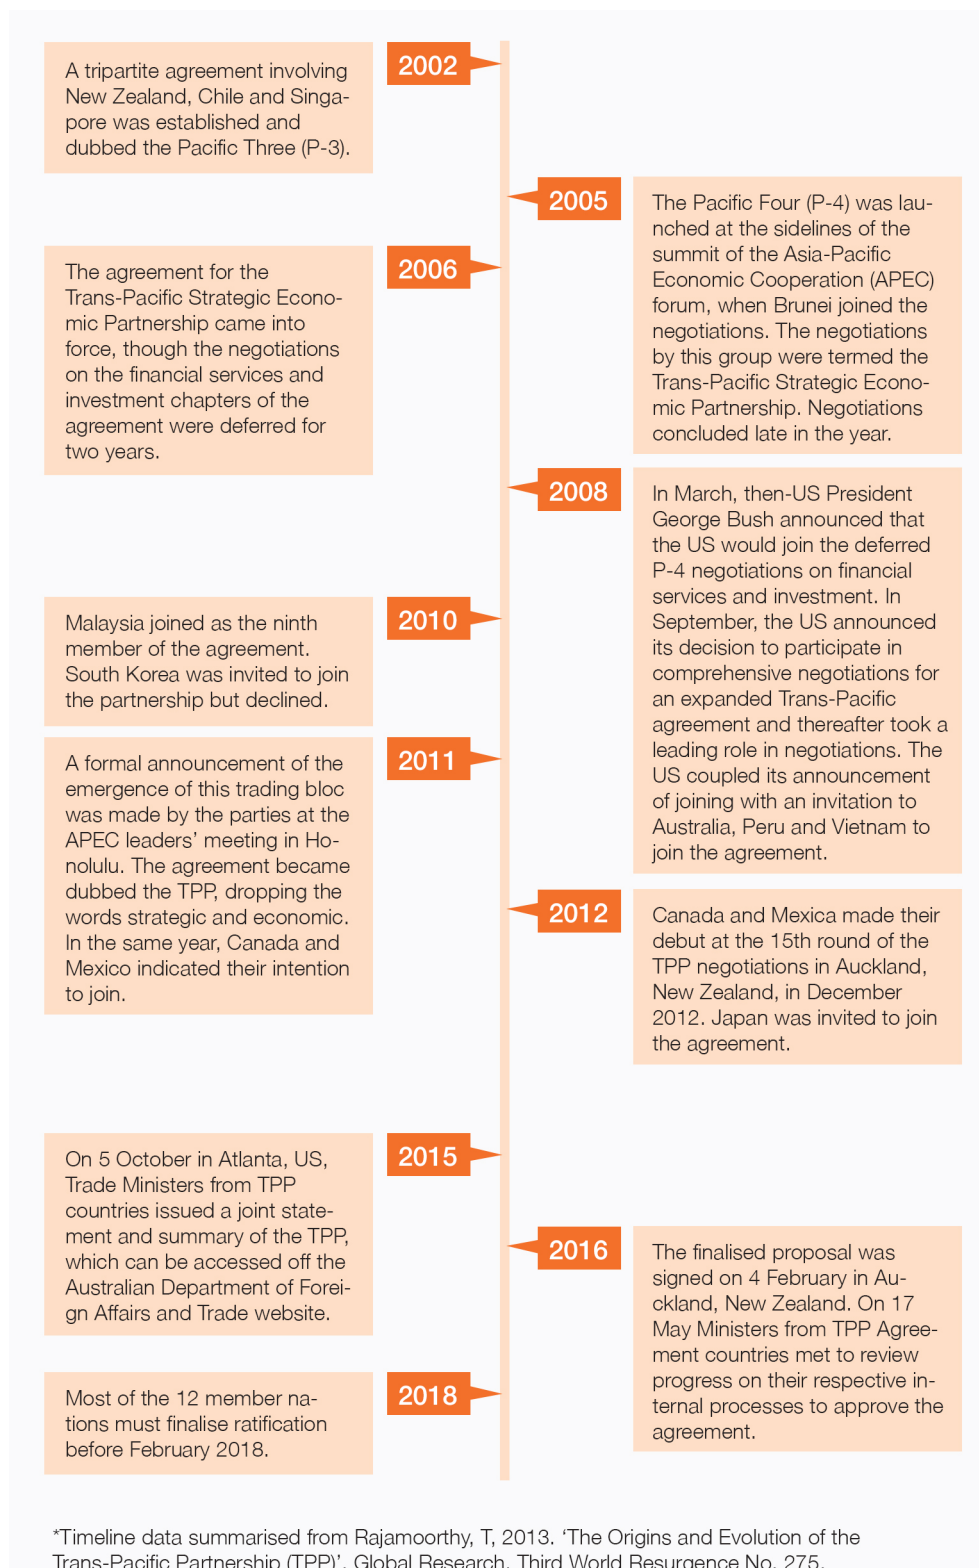 2002
A tripartite agreement involving
New Zealand, Chile and Singa-
pore was established and
dubbed the Pacific Three (P-3).
2005
The Pacific Four (P-4) was lau-
nched at the sidelines of the
summit of the Asia-Pacific
Economic Cooperation (APEC)
forum, when Brunei joined the
negotiations. The negotiations
by this group were termed the
Trans-Pacific Strategic Econo-
mic Partnership. Negotiations
concluded late in the year.
2006
The agreement for the
Trans-Pacific Strategic Econo-
mic Partnership came into
force, though the negotiations
on the financial services and
investment chapters of the
agreement were deferred for
two years.
2008
In March, then-US President
George Bush announced that
the US would join the deferred
P-4 negotiations on financial
services and investment. In
September, the US announced
its decision to participate in
comprehensive negotiations for
an expanded Trans-Pacific
agreement and thereafter took a
leading role in negotiations. The
US coupled its announcement
of joining with an invitation to
Australia, Peru and Vietnam to
join the agreement.
2010
Malaysia joined as the ninth
member of the agreement.
South Korea was invited to join
the partnership but declined.
2011
A formal announcement of the
emergence of this trading bloc
was made by the parties at the
APEC leaders’ meeting in Ho-
nolulu. The agreement became
dubbed the TPP, dropping the
words strategic and economic.
In the same year, Canada and
Mexico indicated their intention
to join.
2012
Canada and Mexico made their
debut at the 15th round of the
TPP negotiations in Auckland,
New Zealand, in December
2012. Japan was invited to join
the agreement.
2015
On 5 October in Atlanta, US,
Trade Ministers from TPP
countries issued a joint state-
ment and summary of the TPP,
which can be accessed off the
Australian Department of Forei-
gn Affairs and Trade website.
2016
The finalised proposal was
signed on 4 February in Au-
ckland, New Zealand. On 17
May Ministers from TPP Agree-
ment countries met to review
progress on their respective in-
ternal processes to approve the
agreement.
2018
Most of the 12 member na-
tions must finalise ratification
before February 2018.
*Timeline data summarised from Rajamoorthy, T, 2013. ‘The Origins and Evolution of the
Trans-Pacific Partnership (TPP)’, Global Research, Third World Resurgence No. 275.